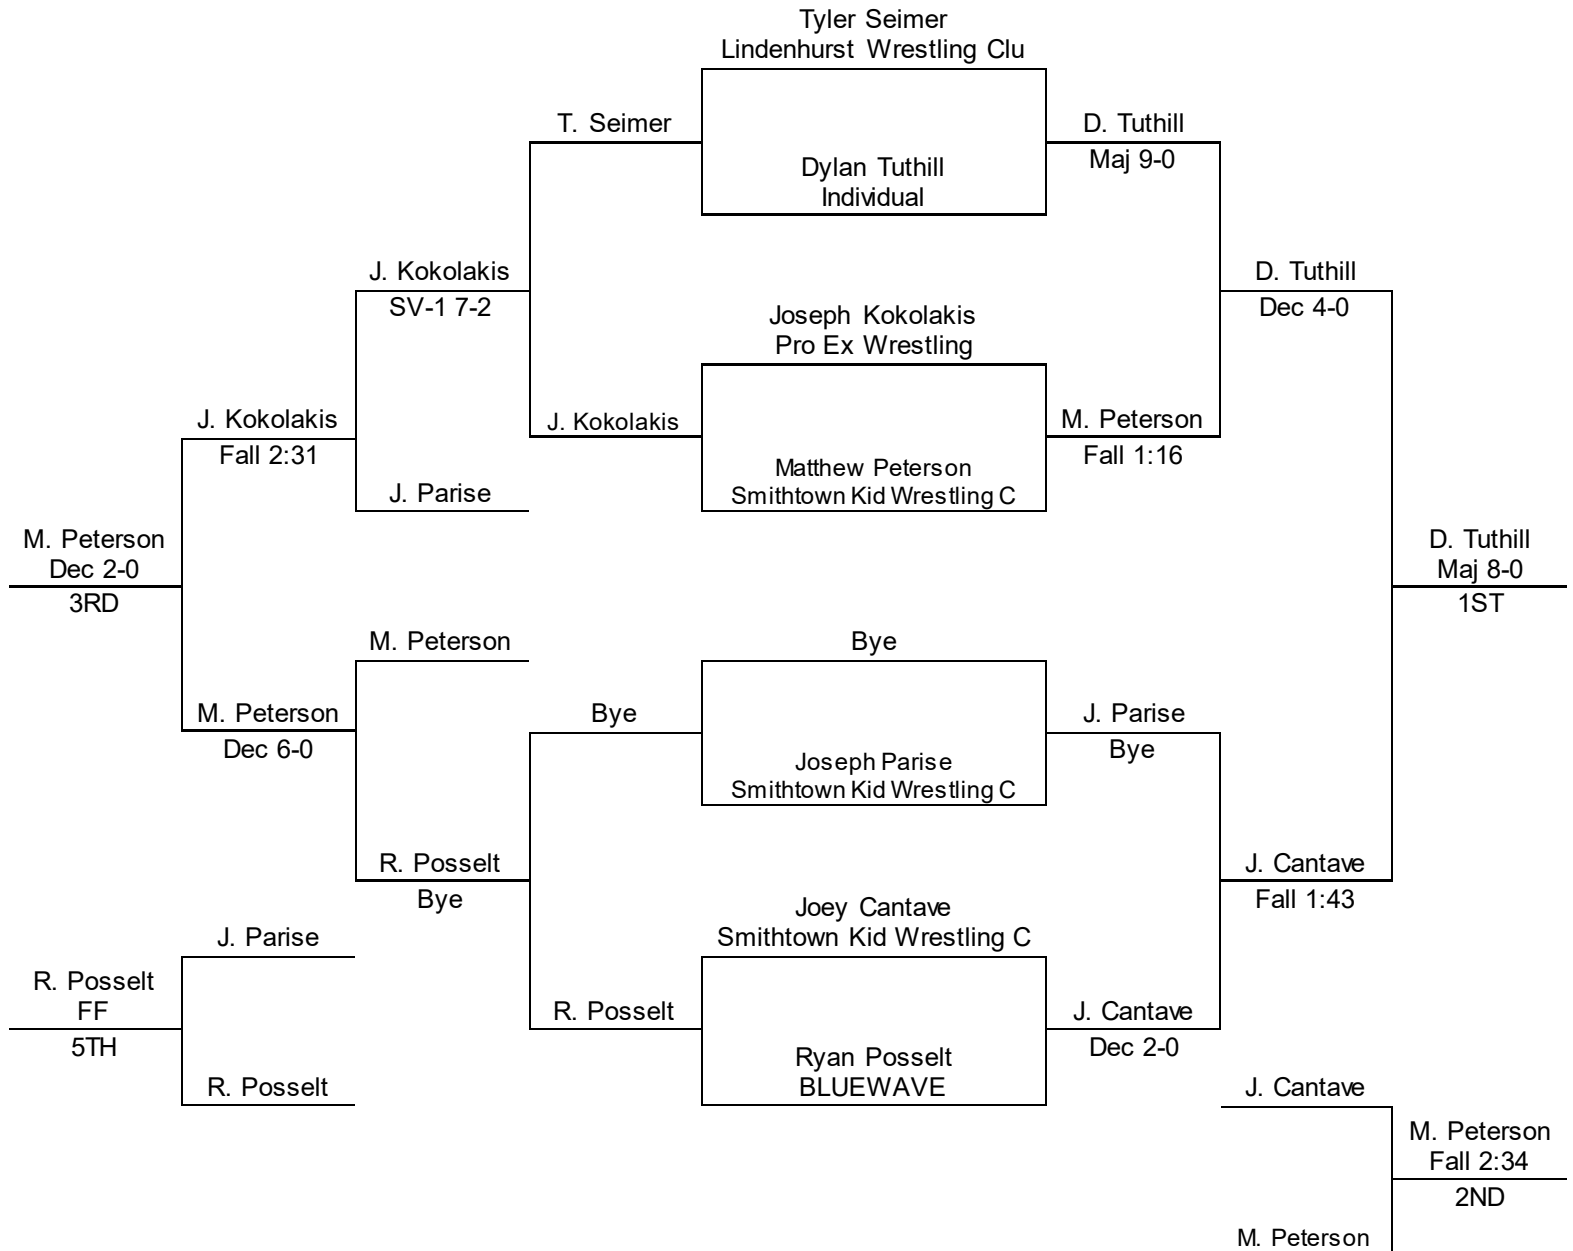 Tyler Seimer
Lindenhurst Wrestling Clu
T. Seimer
D. Tuthill
Maj 9-0
Dylan Tuthill
Individual
J. Kokolakis
SV-1 7-2
D. Tuthill
Dec 4-0
Joseph Kokolakis
Pro Ex Wrestling
J. Kokolakis
Fall 2:31
J. Kokolakis
M. Peterson
Fall 1:16
Matthew Peterson
Smithtown Kid Wrestling C
J. Parise
M. Peterson
Dec 2-0
3RD
D. Tuthill
Maj 8-0
1ST
M. Peterson
Bye
M. Peterson
Dec 6-0
Bye
J. Parise
Bye
Joseph Parise
Smithtown Kid Wrestling C
R. Posselt
Bye
J. Cantave
Fall 1:43
Joey Cantave
Smithtown Kid Wrestling C
J. Parise
R. Posselt
FF
5TH
R. Posselt
J. Cantave
Dec 2-0
Ryan Posselt
BLUEWAVE
R. Posselt
J. Cantave
M. Peterson
Fall 2:34
2ND
M. Peterson